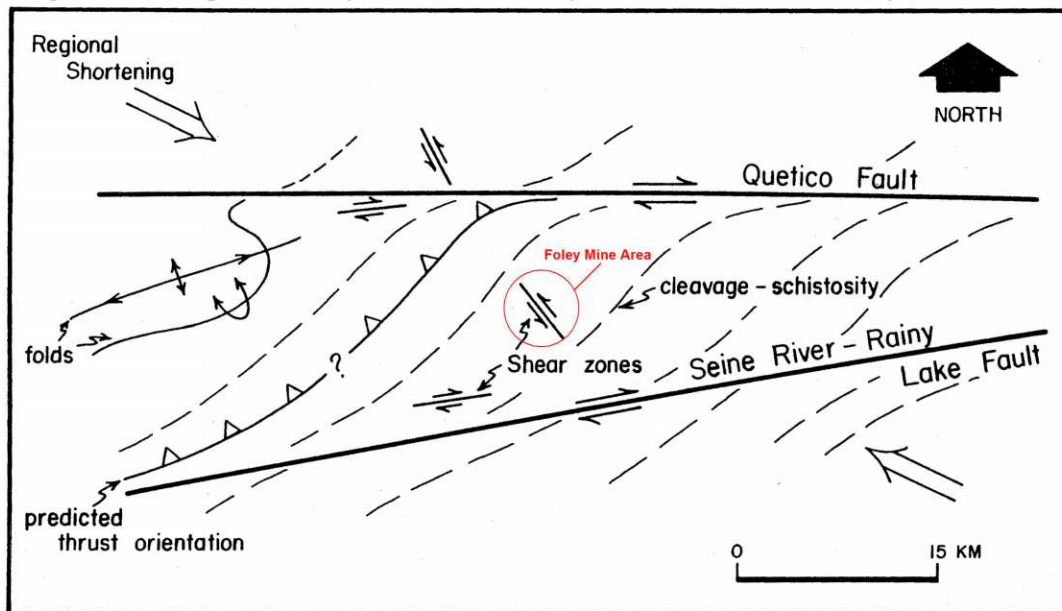 Regional
Shortening
NORTH
Quetico Fault
Foley Mine Area
cleavage-schistosity
folds
?
Shear zones
Seine River-Rainy
Lake Fault
predicted
thrust orientation
0 15 KM